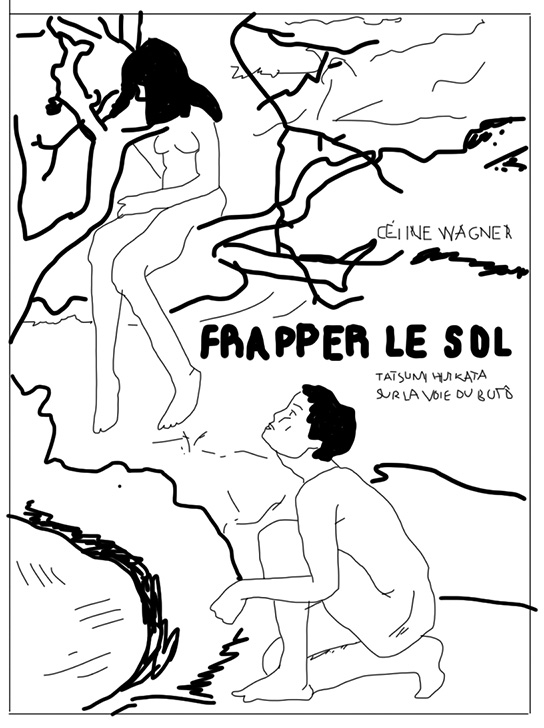 CÉLINE WAGNER
FRAPPER LE SOL
TATSUMI HIJIKATA
SUR LA VOIE DU BUTÔ